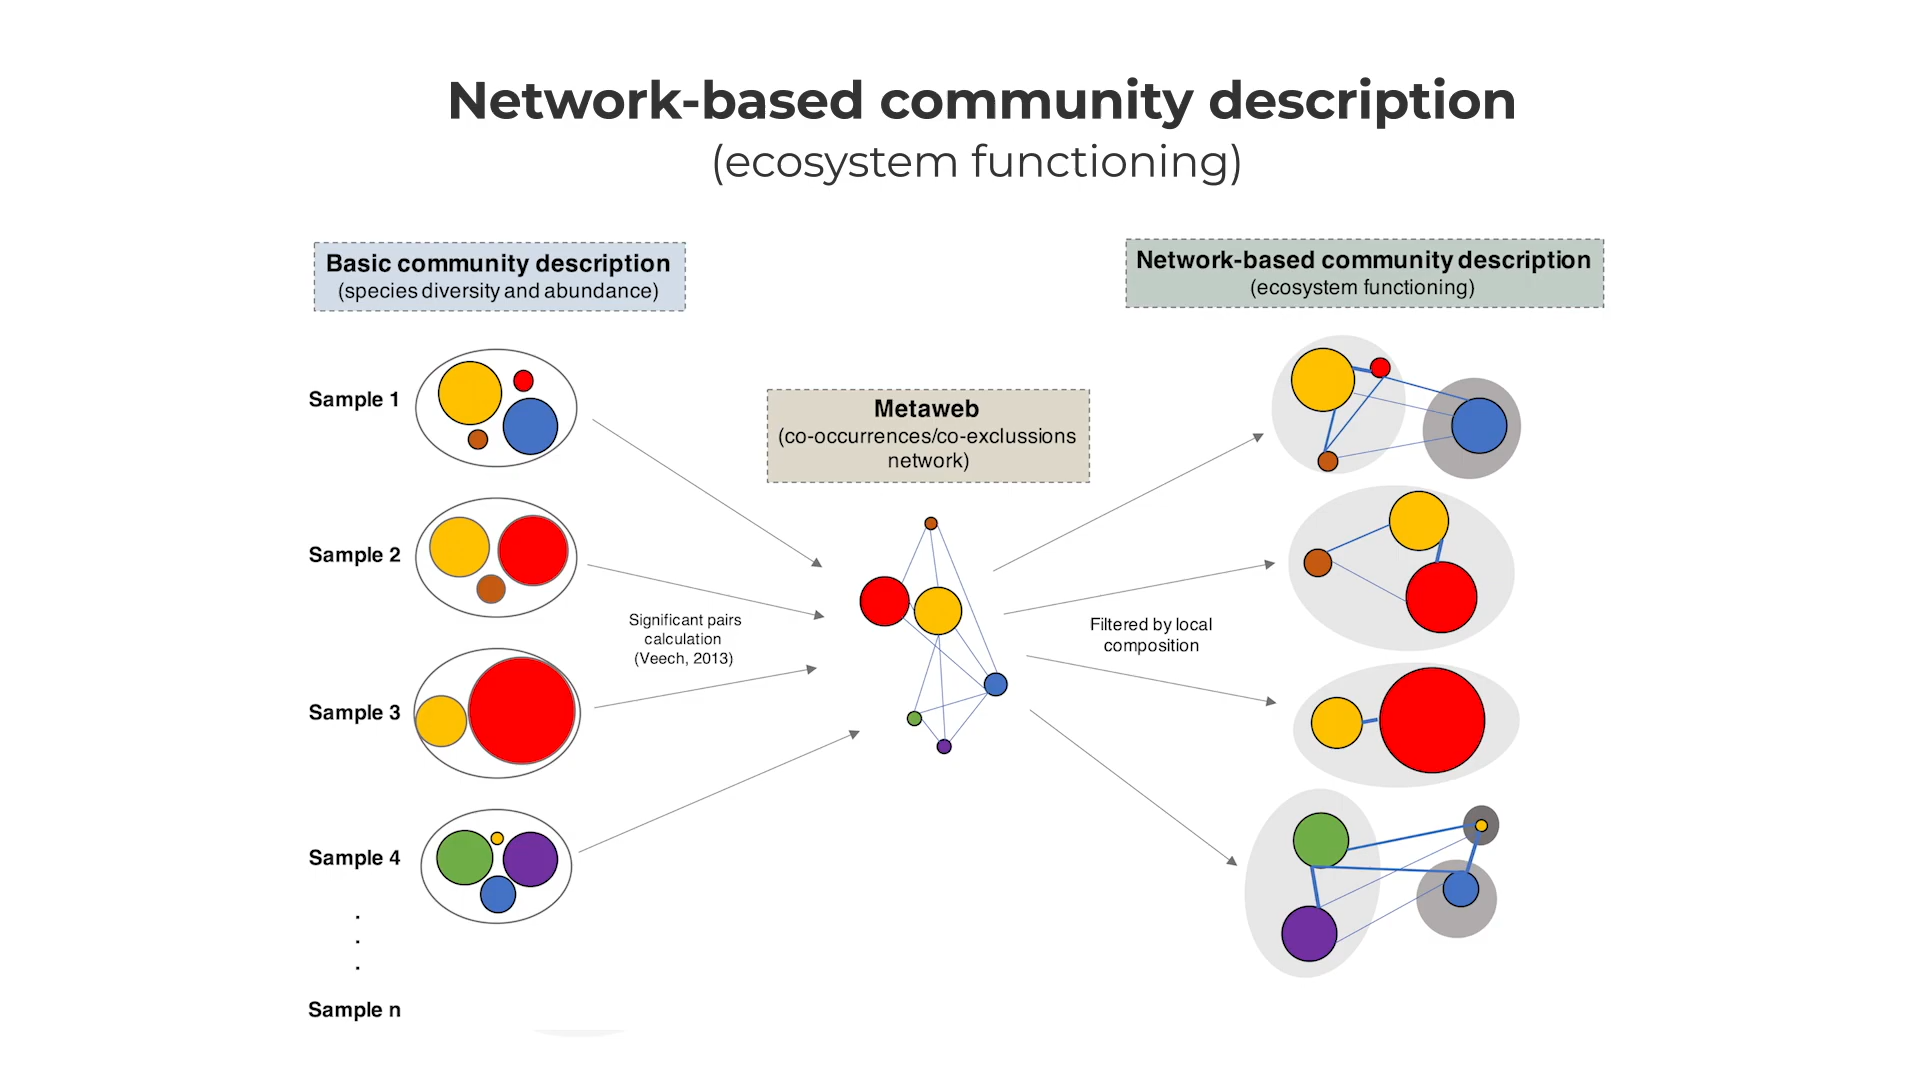 Network-based community description
(ecosystem functioning)
Basic community description
(species diversity and abundance)
Network-based community description
(ecosystem functioning)
Metaweb
(co-occurrences/co-exclussions
network)
Sample 1
Sample 2
Sample 3
Sample 4
.
.
.
Sample n
Significant pairs
calculation
(Veech, 2013)
Filtered by local
composition